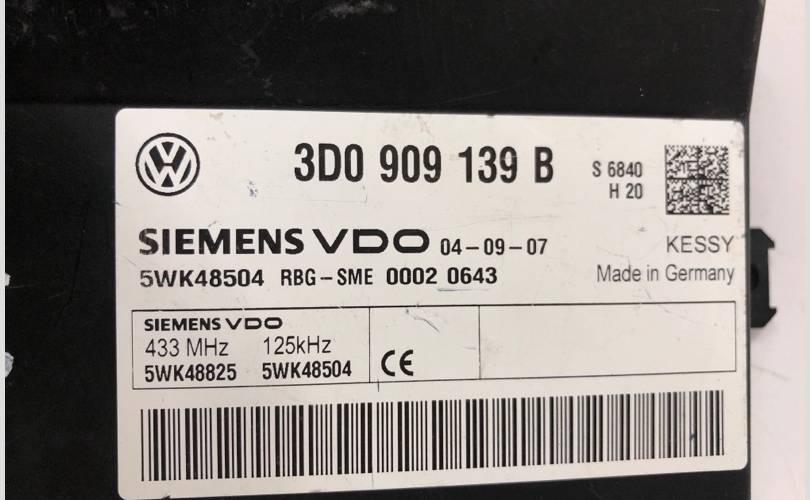 3D0 909 139 B
S 6840
H 20
SIEMENS VDO 04-09-07
KESSY
5WK48504 RBG-SME 0002 0643
Made in Germany
SIEMENS VDO
433 MHz 125kHz
5WK48825 5WK48504
CE